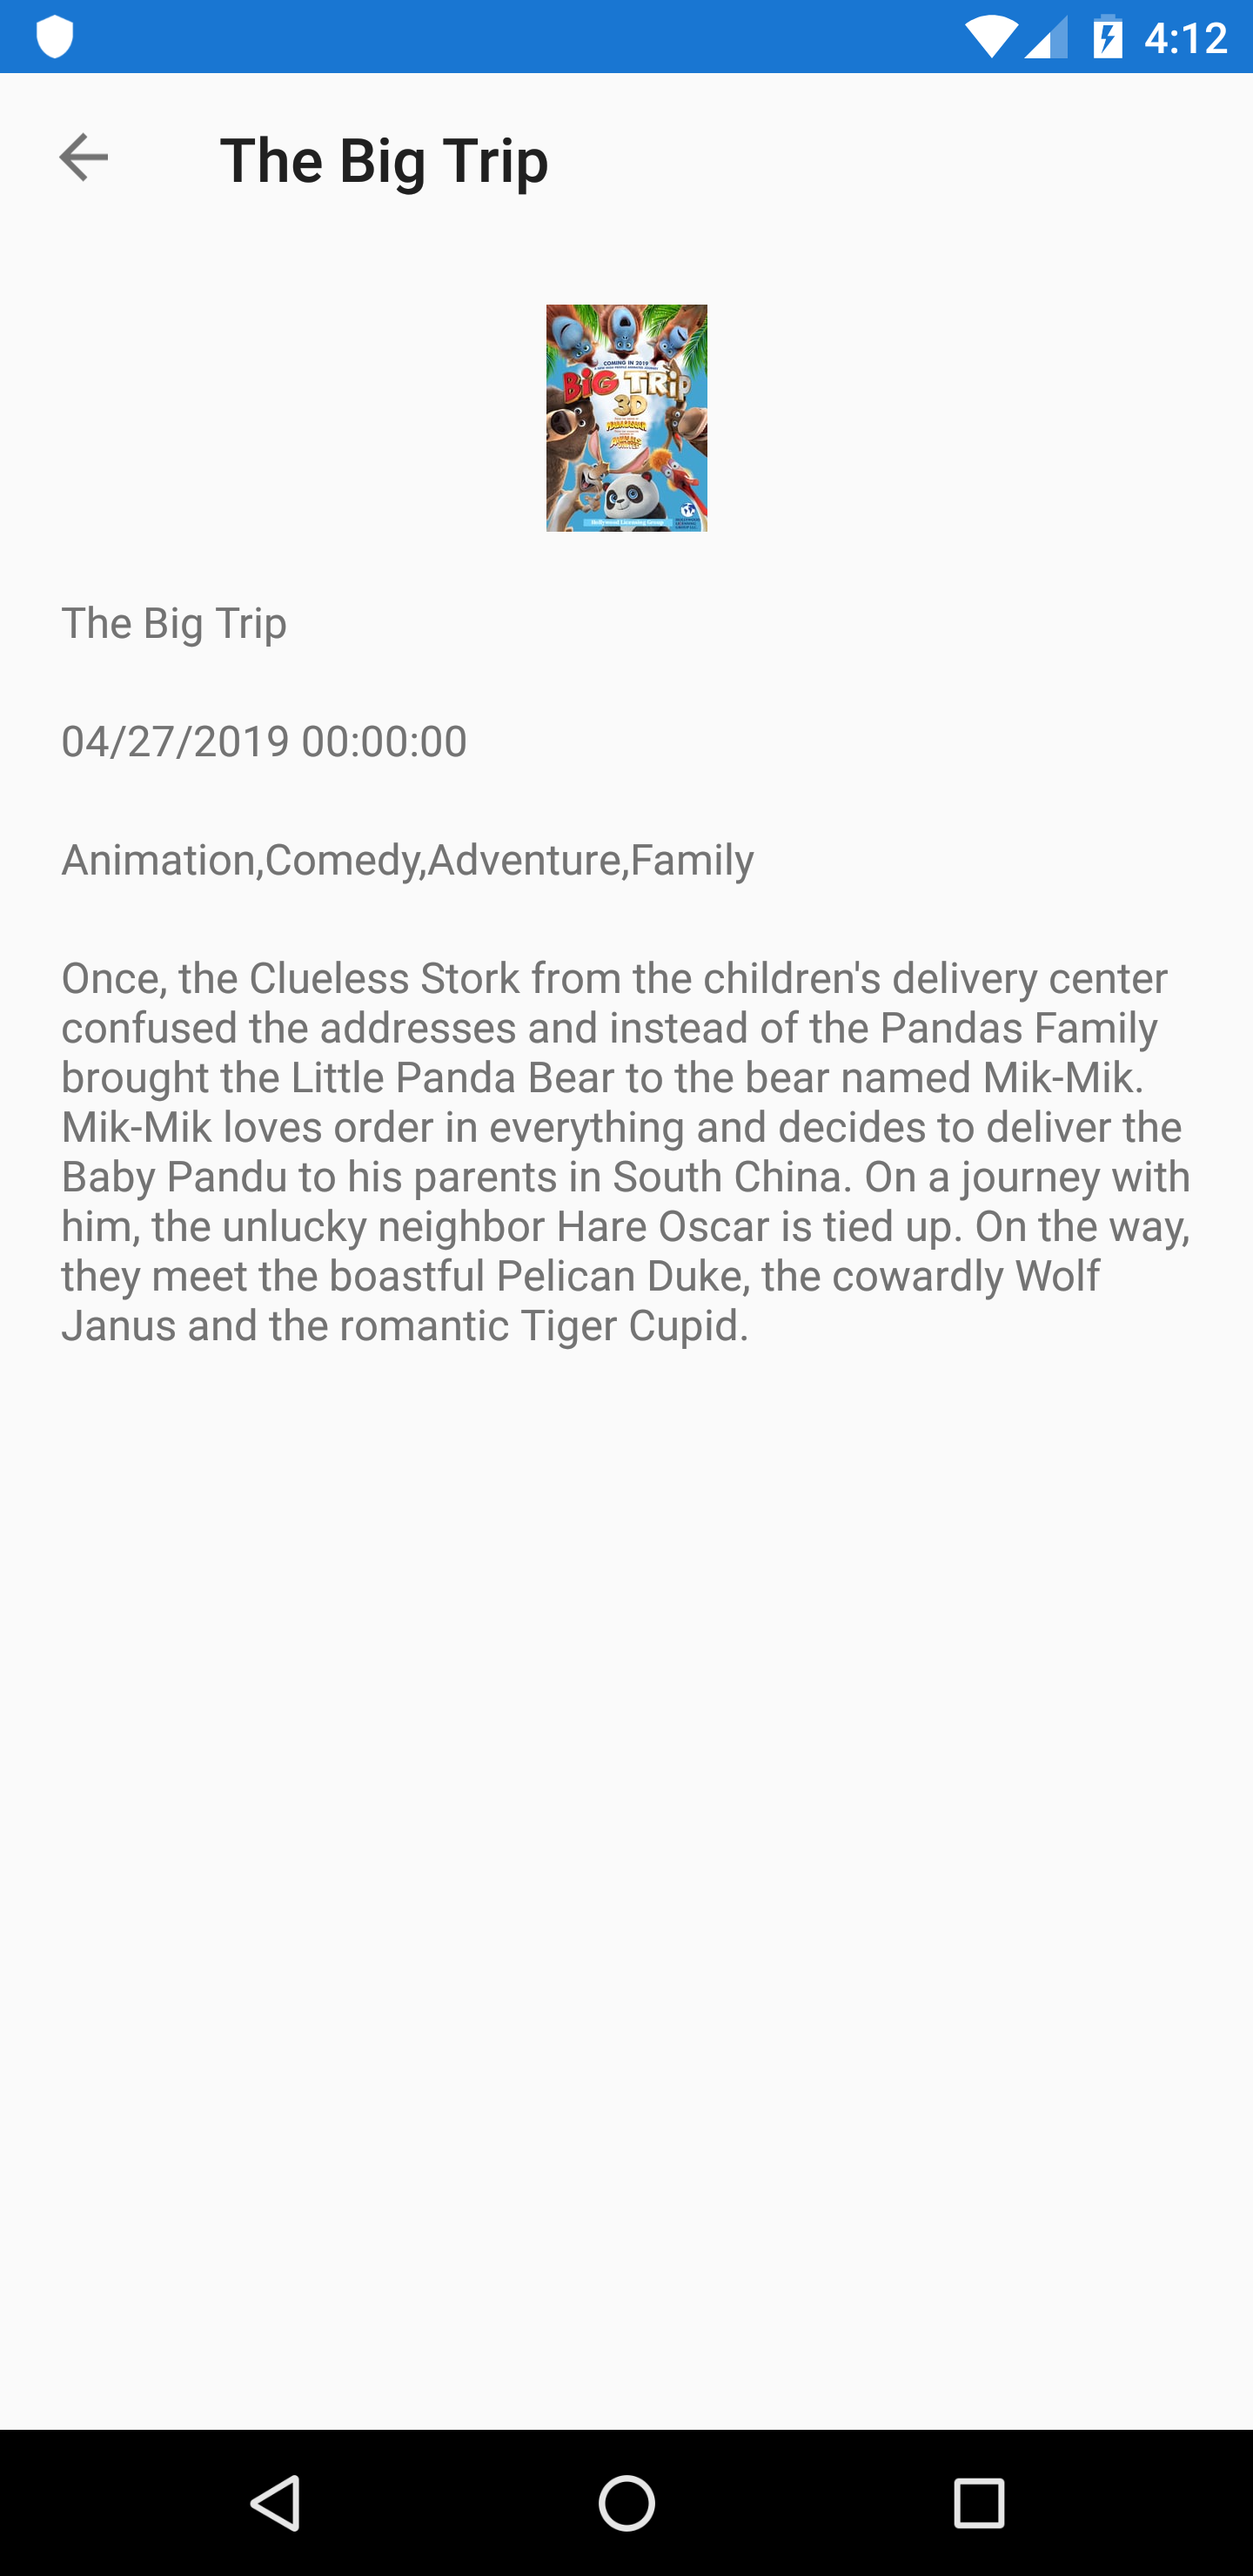 4:12
The Big Trip
COMING IN 2019
BIG TRIP
3D
Hollywood Licensing Group
The Big Trip
04/27/2019 00:00:00
Animation,Comedy,Adventure,Family
Once, the Clueless Stork from the children's delivery center
confused the addresses and instead of the Pandas Family
brought the Little Panda Bear to the bear named Mik-Mik.
Mik-Mik loves order in everything and decides to deliver the
Baby Pandu to his parents in South China. On a journey with
him, the unlucky neighbor Hare Oscar is tied up. On the way,
they meet the boastful Pelican Duke, the cowardly Wolf
Janus and the romantic Tiger Cupid.